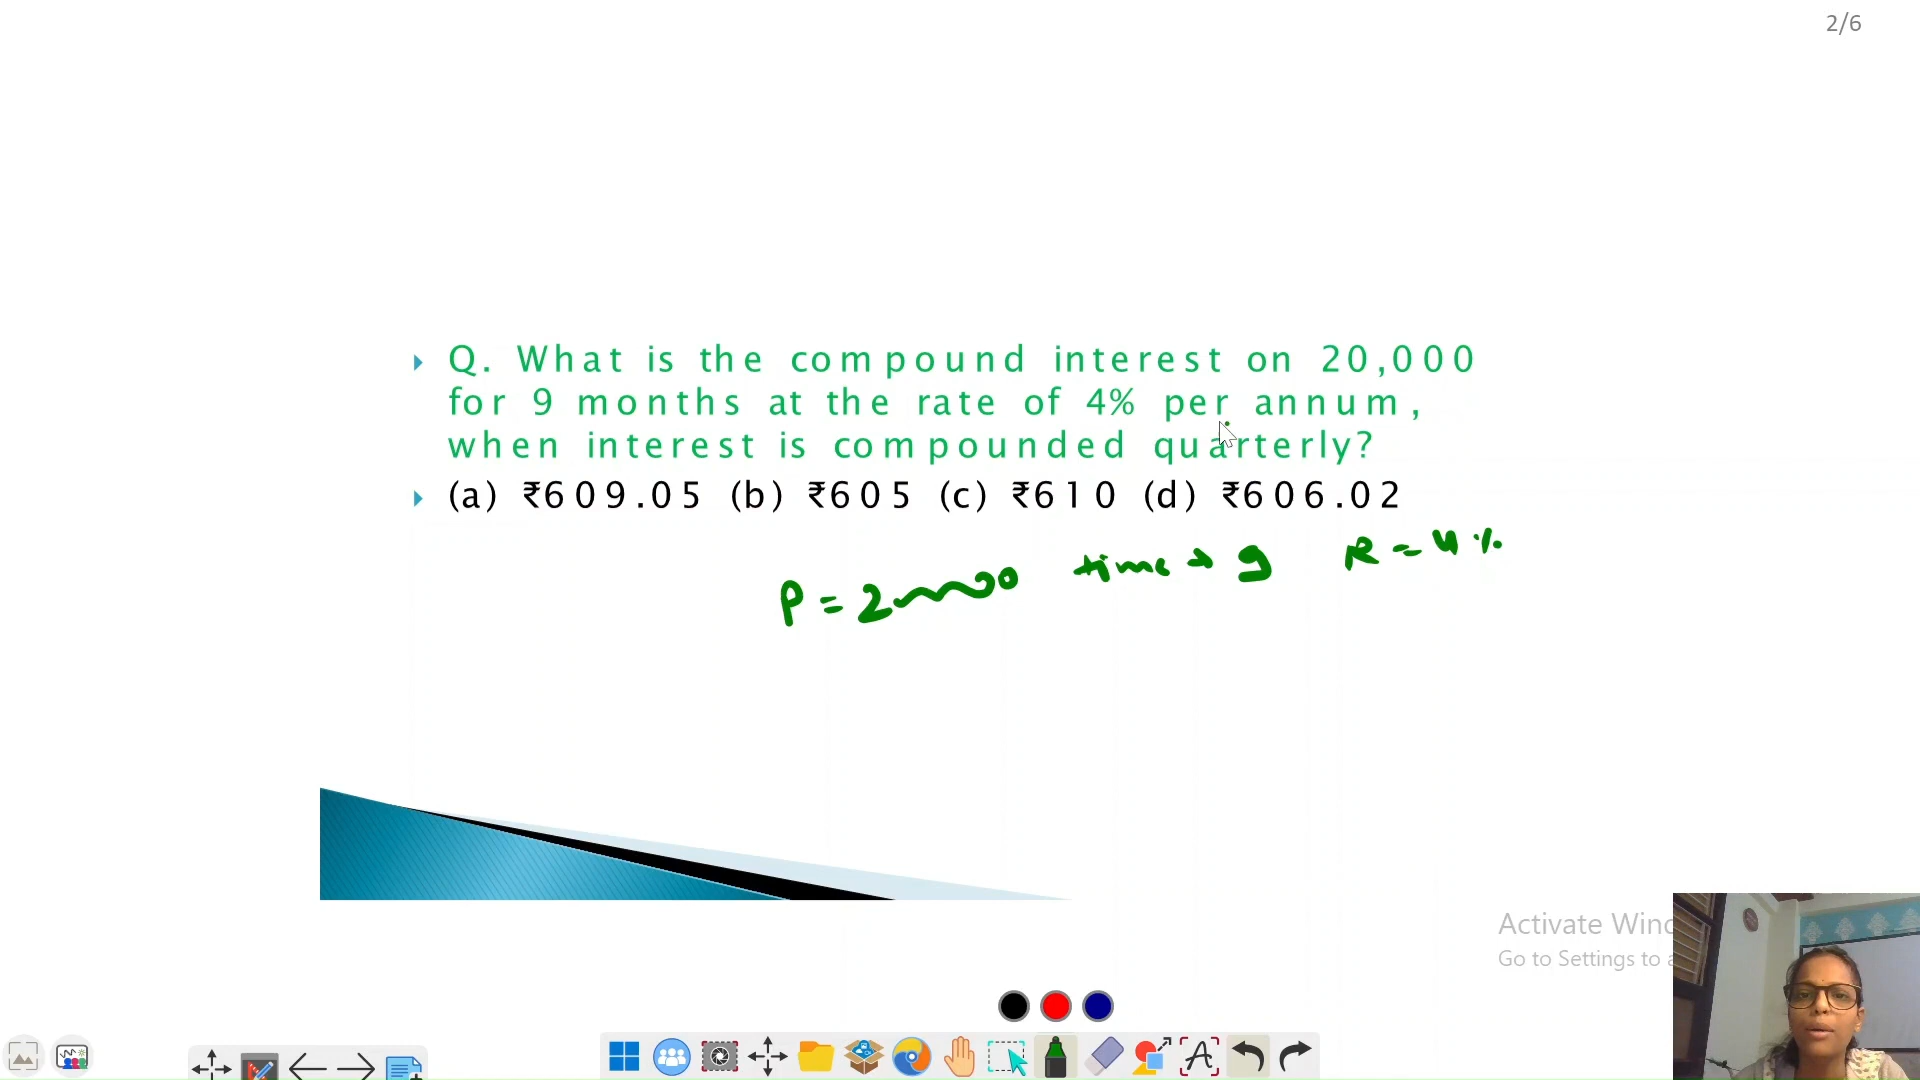 2/6
Q. What is the compound interest on 20,000
for 9 months at the rate of 4% per annum,
when interest is compounded quarterly?
(a) ₹609.05 (b) ₹605 (c) ₹610 (d) ₹606.02
time → 9 R = 4%
P =
Activate Wind
Go to Settings to a